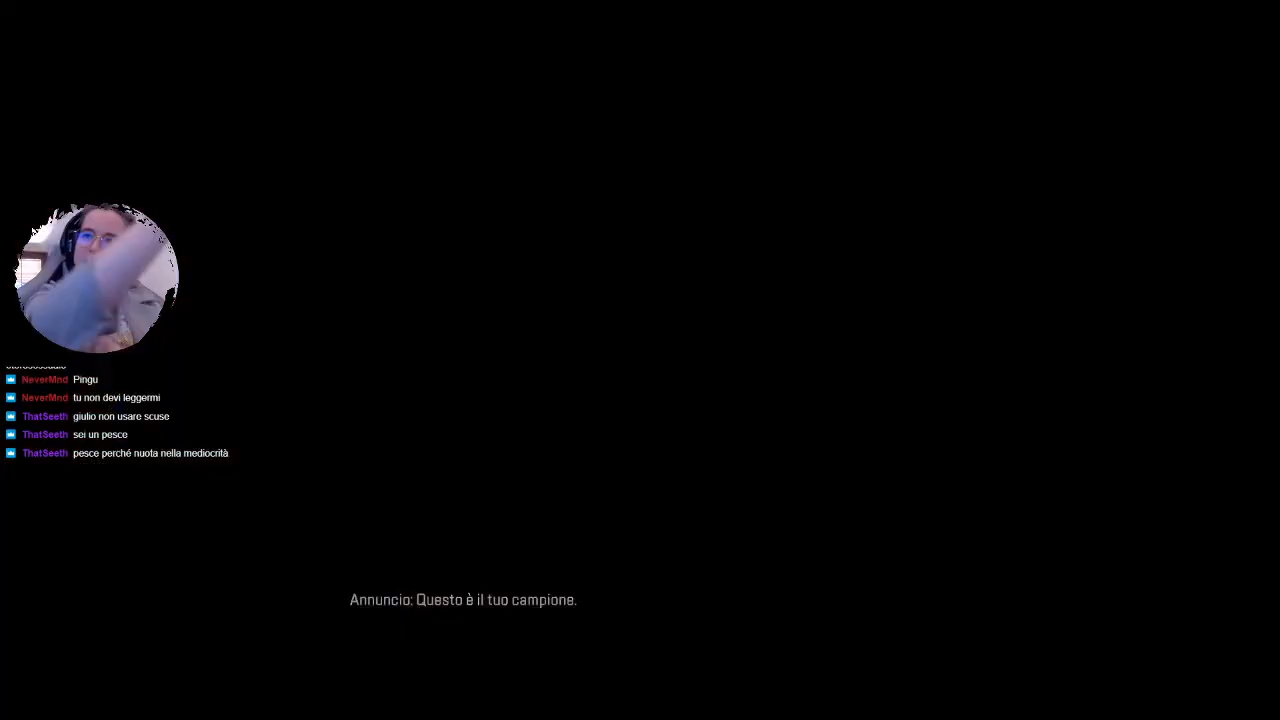 NeverMnd Pingu
NeverMnd tu non devi leggermi
ThatSeeth giulio non usare scuse
ThatSeeth sei un pesce
ThatSeeth pesce perché nuota nella mediocrità
Annuncio: Questo è il tuo campione.